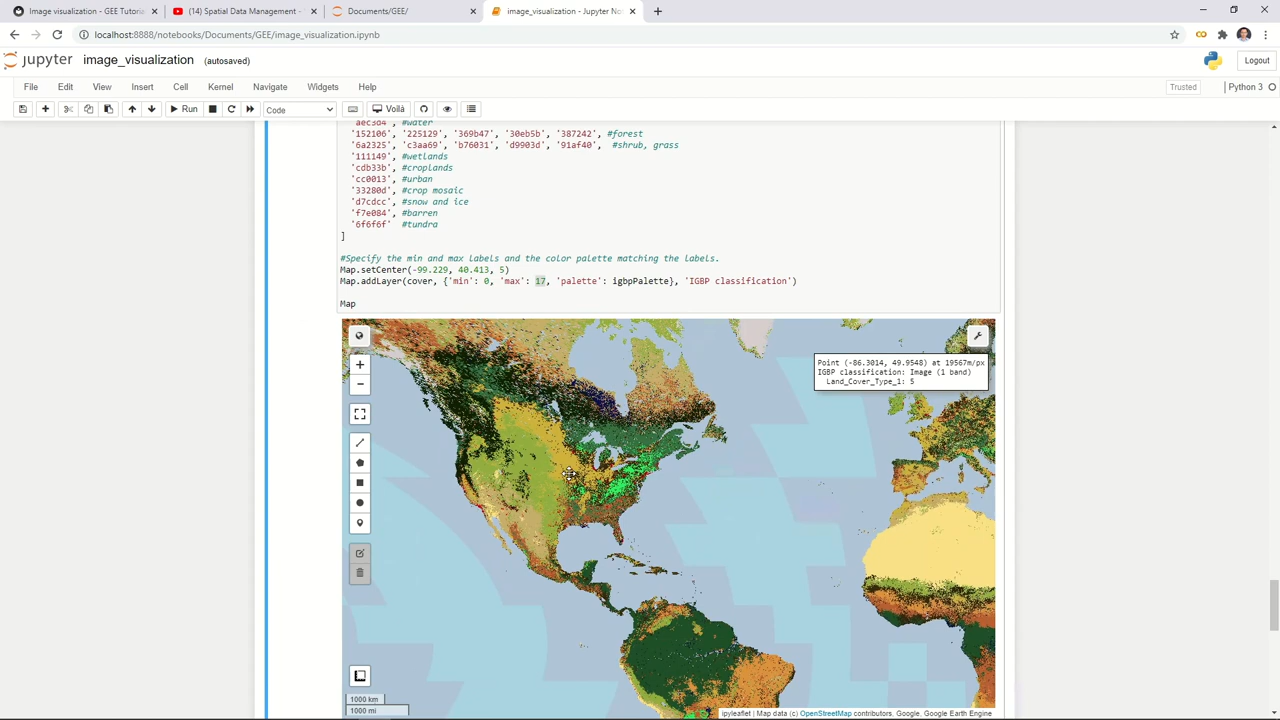 Image visualization - GEE Tutoria
(14) Spatial Data Management -
Documents/GEE/
image_visualization - Jupyter No
localhost:8888/notebooks/Documents/GEE/image_visualization.ipynb
jupyter image_visualization (autosaved)
Logout
File Edit View Insert Cell Kernel Navigate Widgets Help
Trusted Python 3
Run Code Voilà
'aec3d4', #water
'152106', '225129', '369b47', '30eb5b', '387242', #forest
'6a2325', 'c3aa69', 'b76031', 'd9903d', '91af40',  #shrub, grass
'111149', #wetlands
'cdb33b', #croplands
'cc0013', #urban
'33280d', #crop mosaic
'd7cdcc', #snow and ice
'f7e084', #barren
'6f6f6f'  #tundra
]
#Specify the min and max labels and the color palette matching the labels.
Map.setCenter(-99.229, 40.413, 5)
Map.addLayer(cover, {'min': 0, 'max': 17, 'palette': igbpPalette}, 'IGBP classification')
Map
+
−
Point (-86.3014, 49.9548) at 19567m/px
IGBP classification: Image (1 band)
Land_Cover_Type_1: 5
1000 km
1000 mi
ipyleaflet | Map data (c) OpenStreetMap contributors, Google, Google Earth Engine